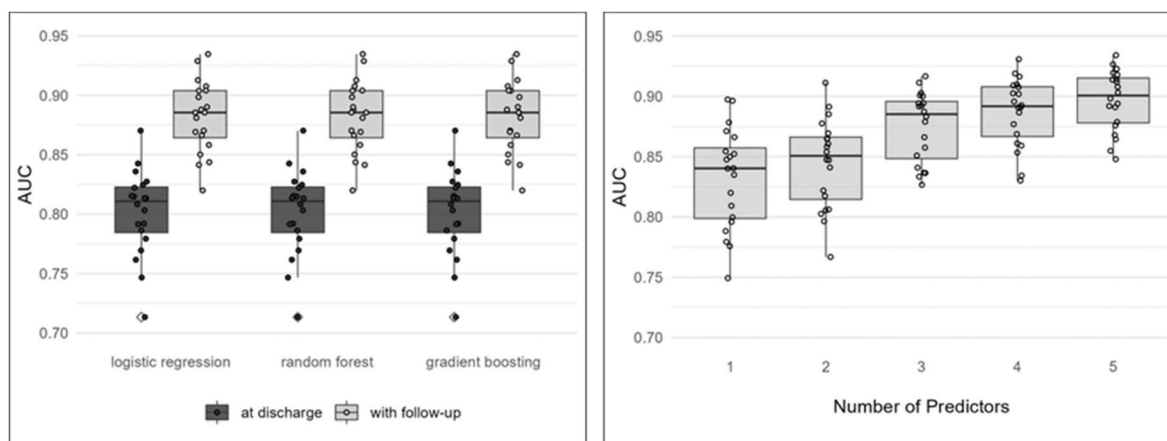 AUC
0.95
0.90
0.85
0.80
0.75
0.70
logistic regression
random forest
gradient boosting
at discharge
with follow-up
AUC
0.95
0.90
0.85
0.80
0.75
0.70
1
2
3
4
5
Number of Predictors